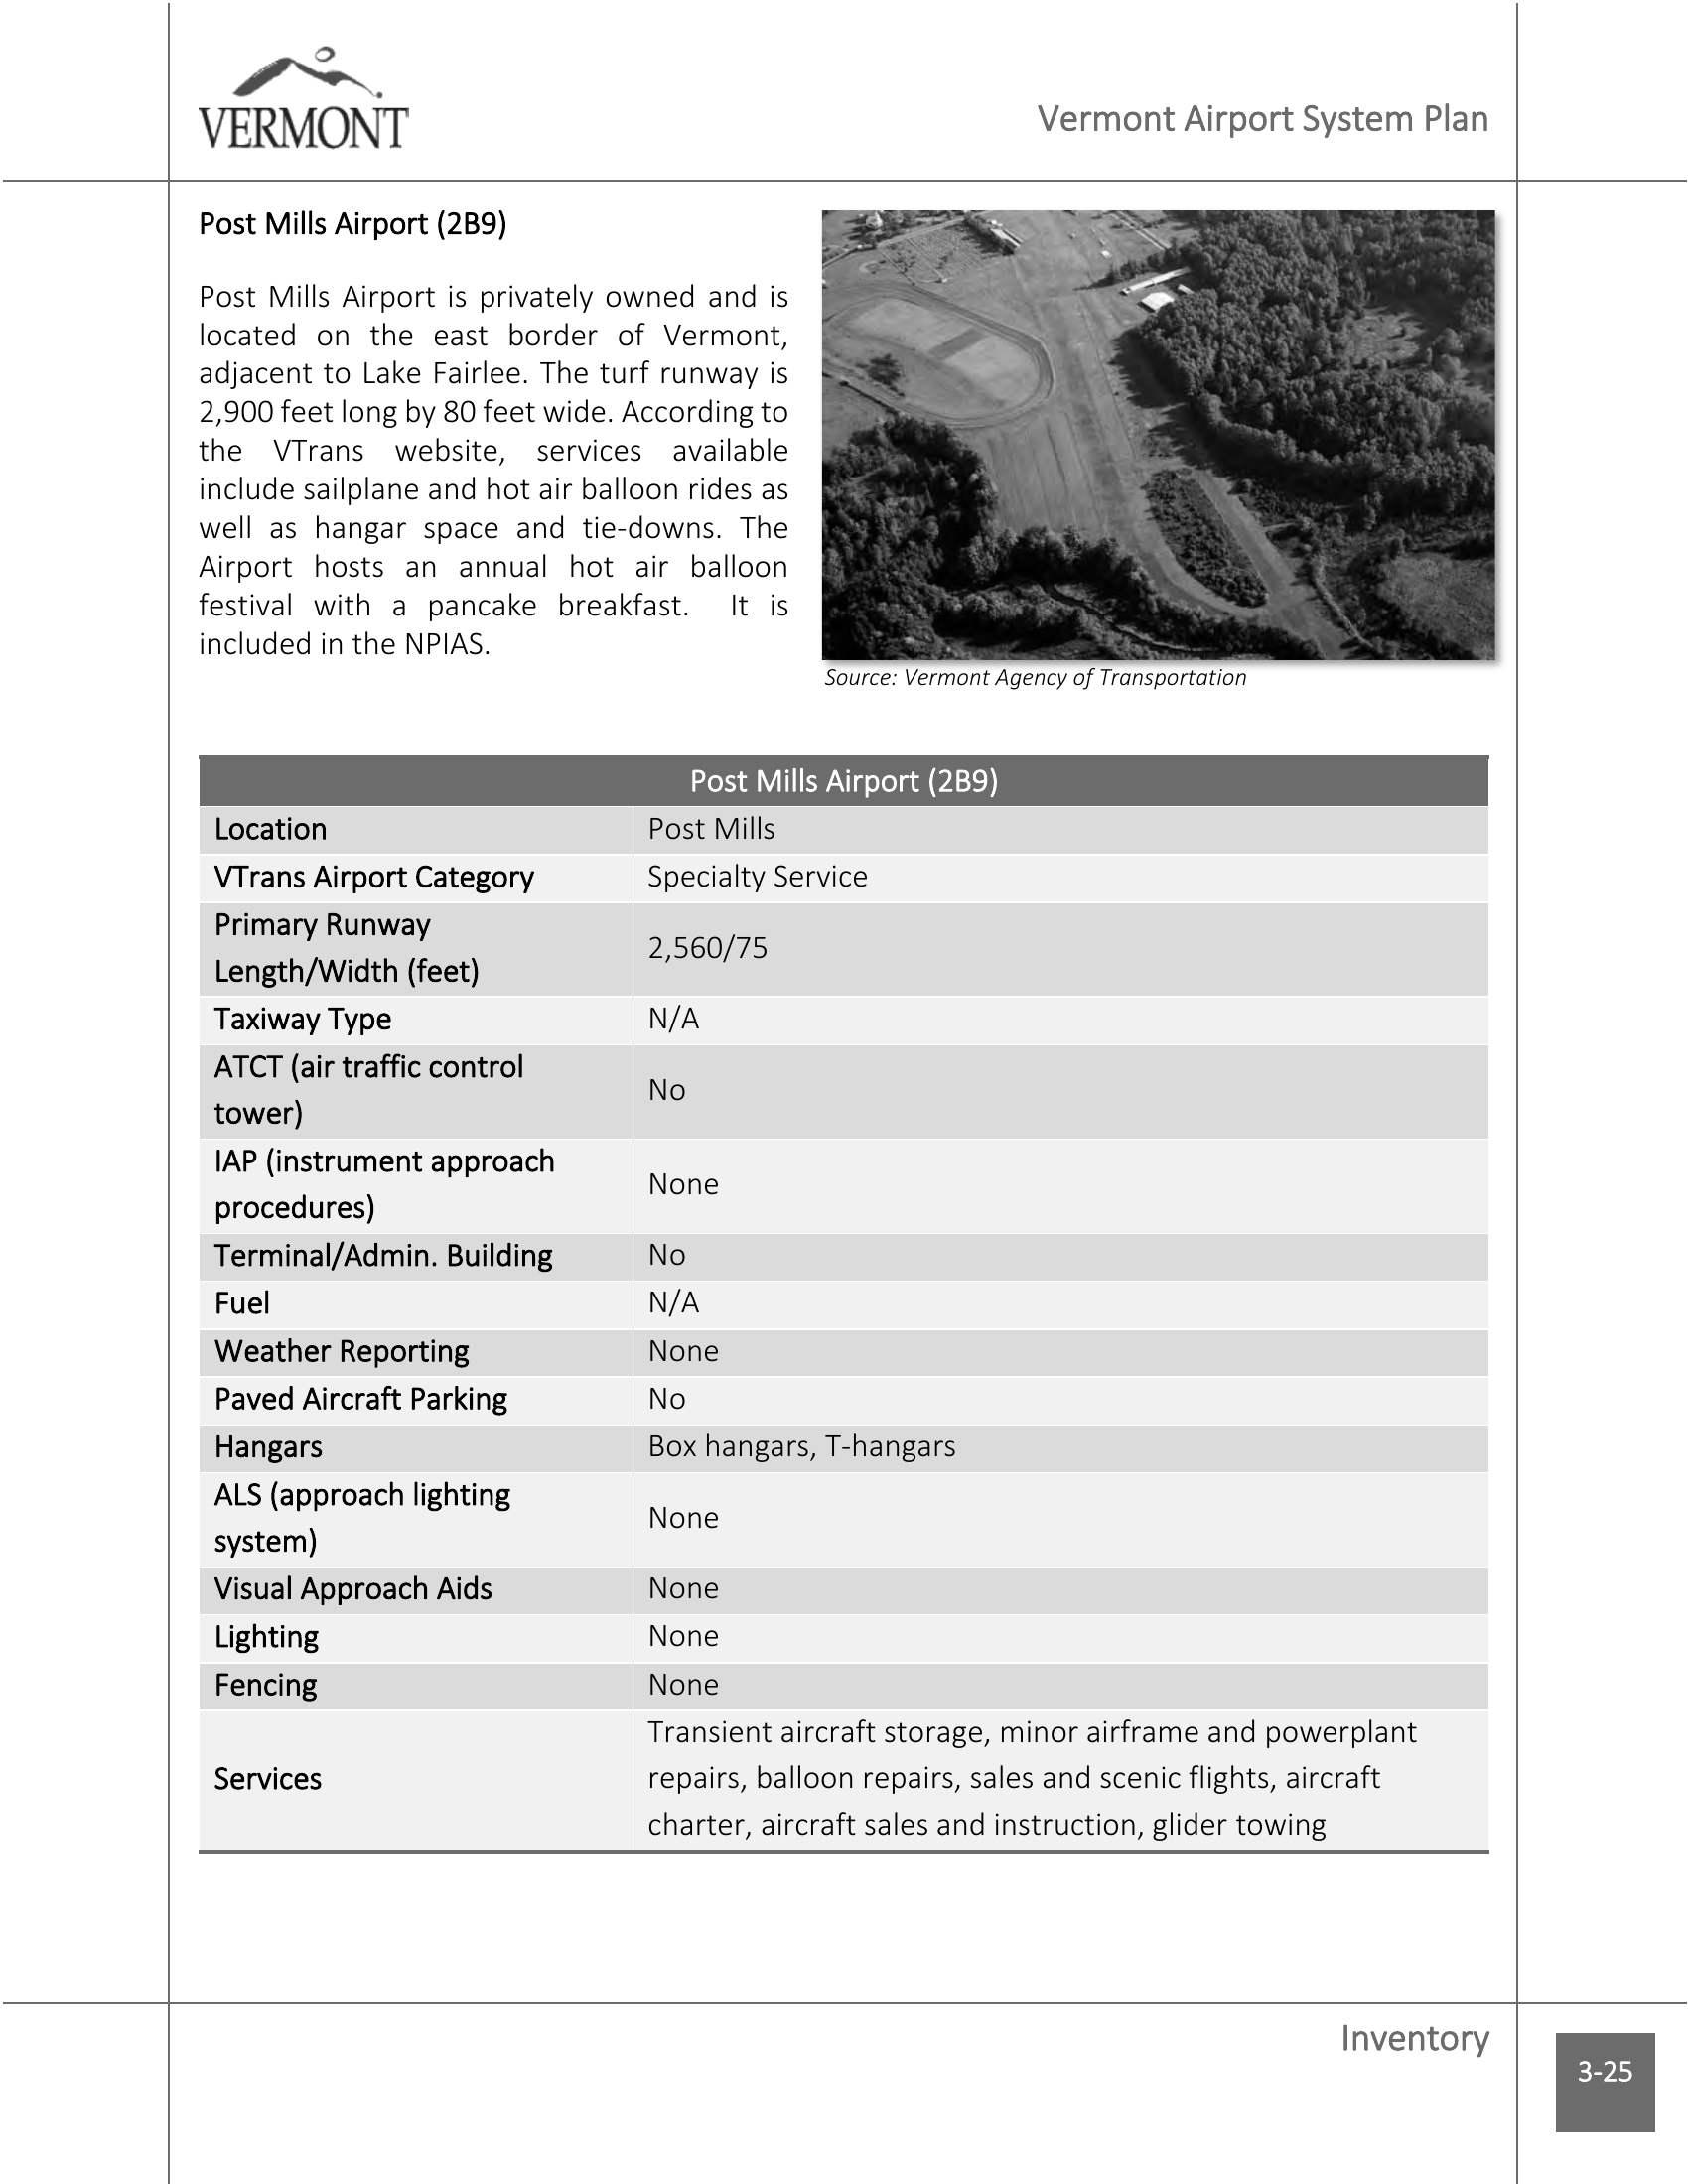 VERMONT
Vermont Airport System Plan
Post Mills Airport (2B9)
Post Mills Airport is privately owned and is
located on the east border of Vermont,
adjacent to Lake Fairlee. The turf runway is
2,900 feet long by 80 feet wide. According to
the VTrans website, services available
include sailplane and hot air balloon rides as
well as hangar space and tie-downs. The
Airport hosts an annual hot air balloon
festival with a pancake breakfast.  It is
included in the NPIAS.
Source: Vermont Agency of Transportation
Post Mills Airport (2B9)
Location Post Mills
VTrans Airport Category Specialty Service
Primary Runway
Length/Width (feet)
2,560/75
Taxiway Type N/A
ATCT (air traffic control
tower)
No
IAP (instrument approach
procedures)
None
Terminal/Admin. Building No
Fuel N/A
Weather Reporting None
Paved Aircraft Parking No
Hangars Box hangars, T-hangars
ALS (approach lighting
system)
None
Visual Approach Aids None
Lighting None
Fencing None
Services
Transient aircraft storage, minor airframe and powerplant
repairs, balloon repairs, sales and scenic flights, aircraft
charter, aircraft sales and instruction, glider towing
Inventory
3-25